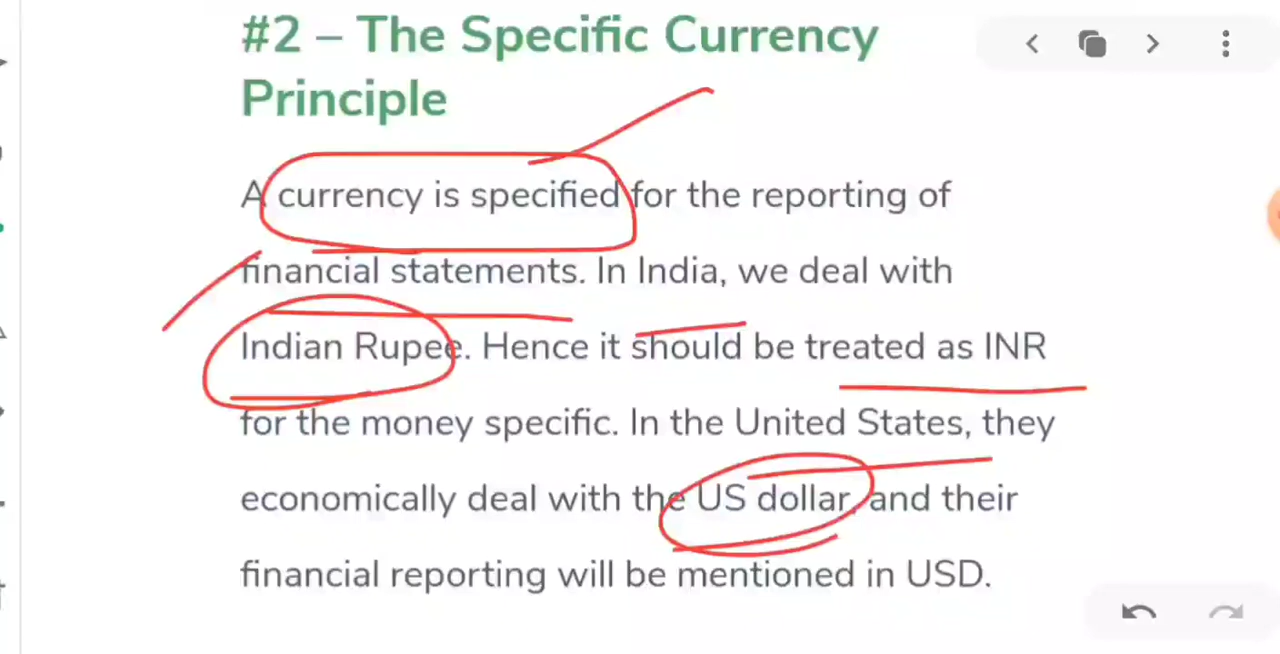 #2 – The Specific Currency
Principle
A currency is specified for the reporting of
financial statements. In India, we deal with
Indian Rupee. Hence it should be treated as INR
for the money specific. In the United States, they
economically deal with the US dollar, and their
financial reporting will be mentioned in USD.